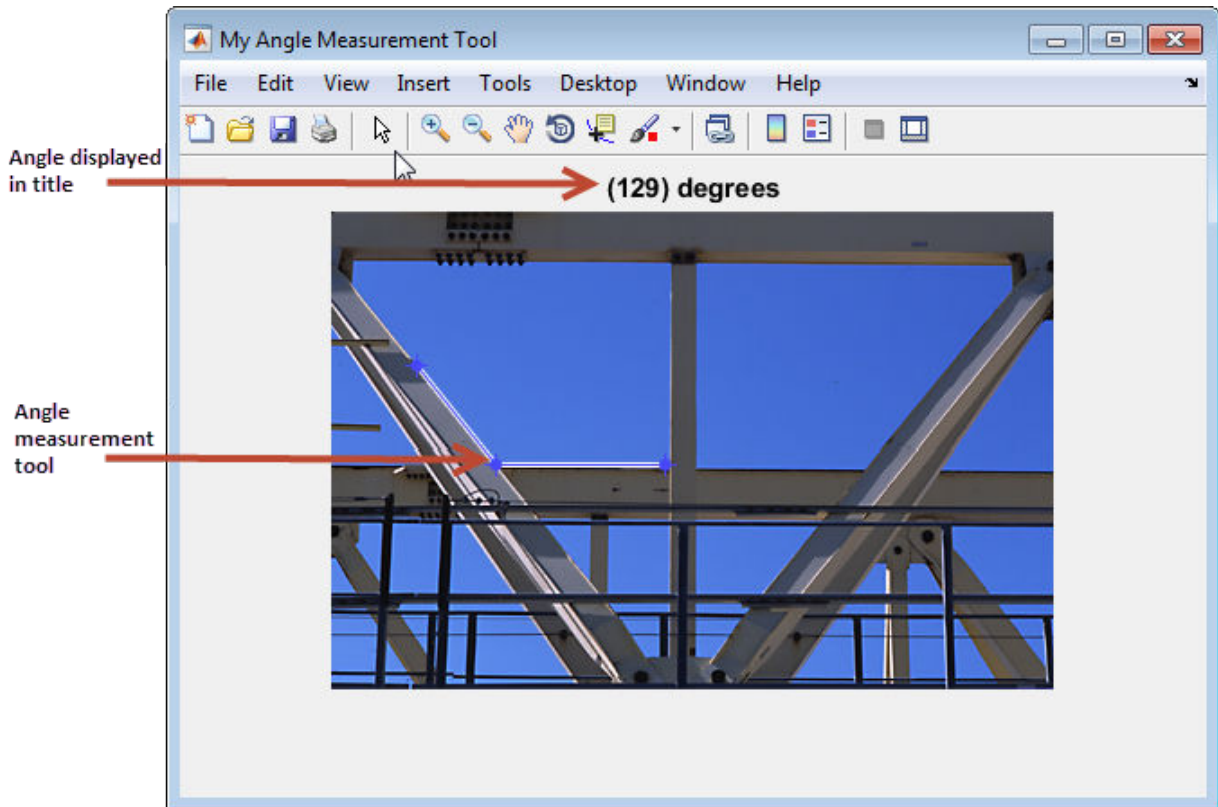 My Angle Measurement Tool
File Edit View Insert Tools Desktop Window Help
Angle displayed
in title
(129) degrees
Angle
measurement
tool